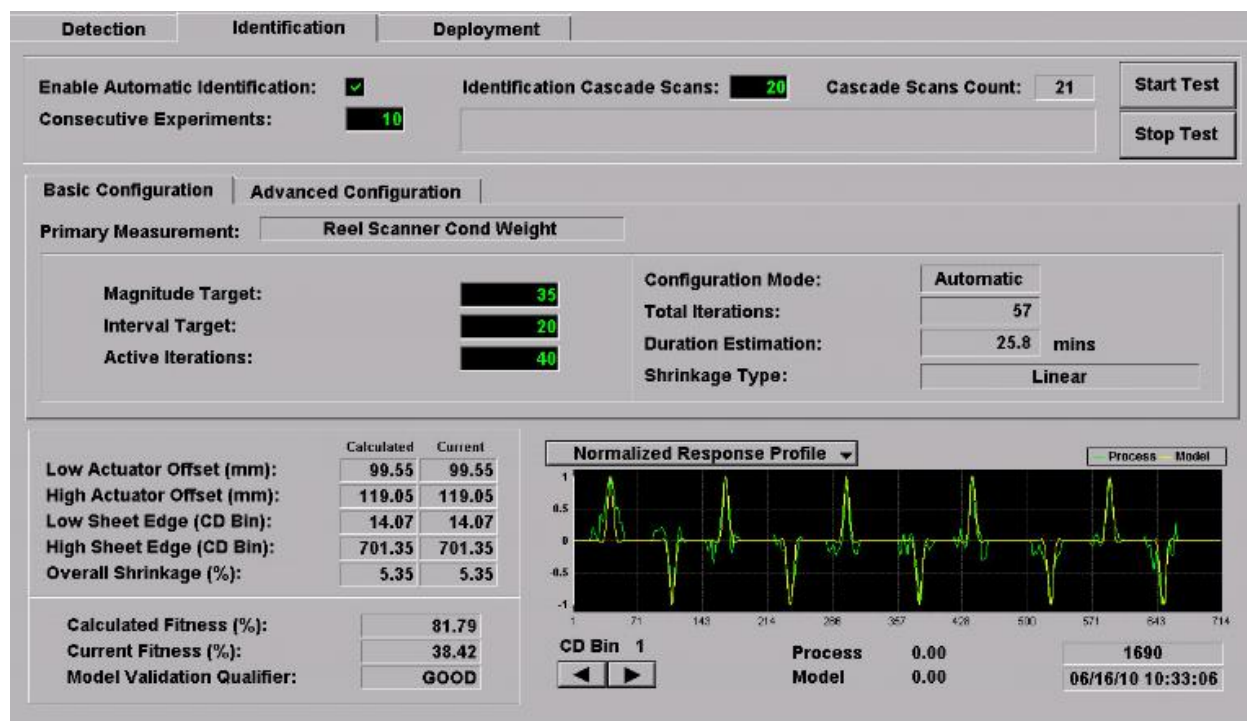 Detection Identification Deployment
Enable Automatic Identification: Identification Cascade Scans: 20 Cascade Scans Count: 21 Start Test
Consecutive Experiments: 10 Stop Test
Basic Configuration Advanced Configuration
Primary Measurement: Reel Scanner Cond Weight
Magnitude Target: 35
Interval Target: 20
Active Iterations: 40
Configuration Mode: Automatic
Total Iterations: 57
Duration Estimation: 25.8 mins
Shrinkage Type: Linear
Calculated Current
Low Actuator Offset (mm): 99.55 99.55
High Actuator Offset (mm): 119.05 119.05
Low Sheet Edge (CD Bin): 14.07 14.07
High Sheet Edge (CD Bin): 701.35 701.35
Overall Shrinkage (%): 5.35 5.35
Calculated Fitness (%): 81.79
Current Fitness (%): 38.42
Model Validation Qualifier: GOOD
Normalized Response Profile Process Model
1
0.5
0
-0.5
-1
1 71 143 214 286 357 428 500 571 643 714
CD Bin 1 Process 0.00 1690
Model 0.00 06/16/10 10:33:06